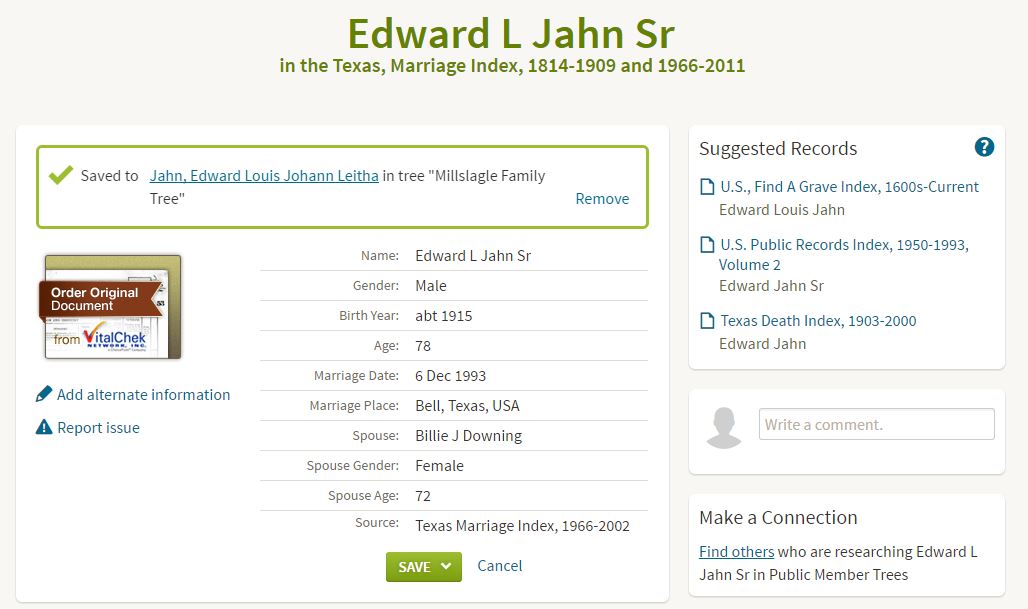 Edward L Jahn Sr
in the Texas, Marriage Index, 1814-1909 and 1966-2011
Saved to Jahn, Edward Louis Johann Leitha in tree "Millslagle Family
Tree"
Remove
Order Original
Document
from VitalChek
NETWORK, INC.
Add alternate information
Report issue
Name: Edward L Jahn Sr
Gender: Male
Birth Year: abt 1915
Age: 78
Marriage Date: 6 Dec 1993
Marriage Place: Bell, Texas, USA
Spouse: Billie J Downing
Spouse Gender: Female
Spouse Age: 72
Source: Texas Marriage Index, 1966-2002
SAVE Cancel
Suggested Records
?
U.S., Find A Grave Index, 1600s-Current
Edward Louis Jahn
U.S. Public Records Index, 1950-1993,
Volume 2
Edward Jahn Sr
Texas Death Index, 1903-2000
Edward Jahn
Write a comment.
Make a Connection
Find others who are researching Edward L
Jahn Sr in Public Member Trees